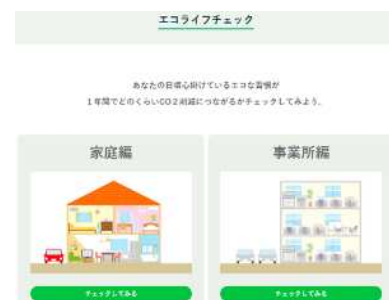 エコライフチェック
あなたの日頃心掛けているエコな習慣が
1年間でどのくらいCO2削減につながるかチェックしてみよう。
家庭編
事業所編
チェックしてみる
チェックしてみる